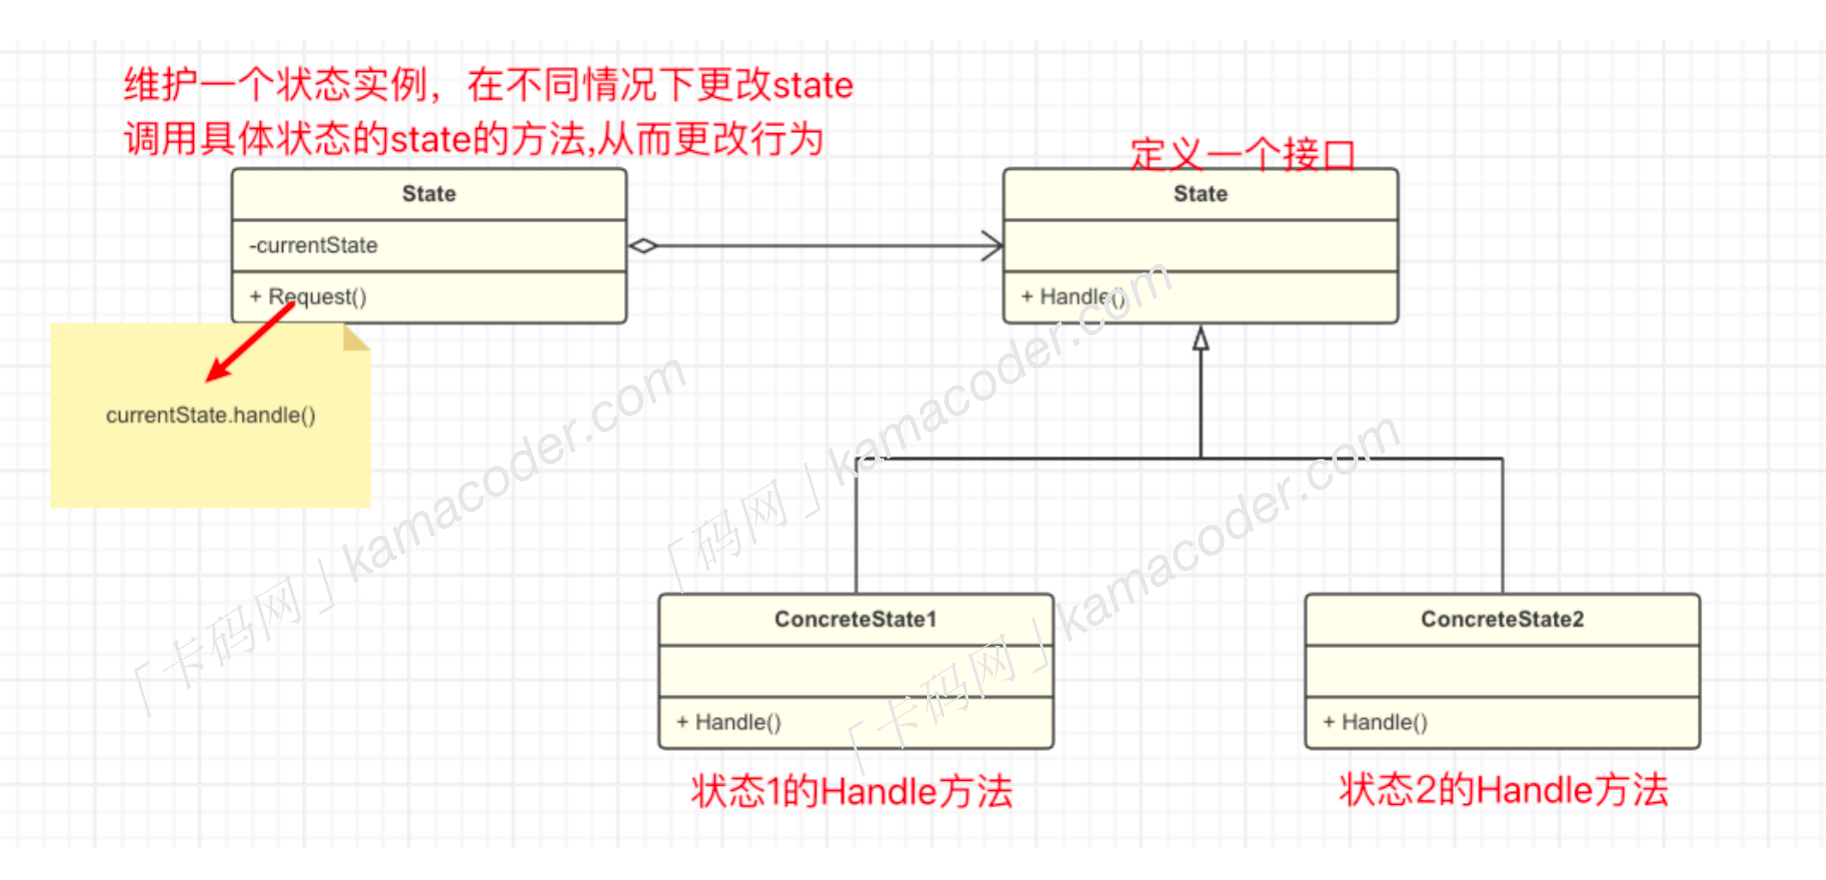 维护一个状态实例，在不同情况下更改state
调用具体状态的state的方法,从而更改行为
定义一个接口
State
-currentState
+ Request()
State
+ Handle()
currentState.handle()
ConcreteState1
+ Handle()
ConcreteState2
+ Handle()
状态1的Handle方法
状态2的Handle方法
「卡码网」kamacoder.com
「码网」kamacoder.com
「卡码网」kamacoder.com